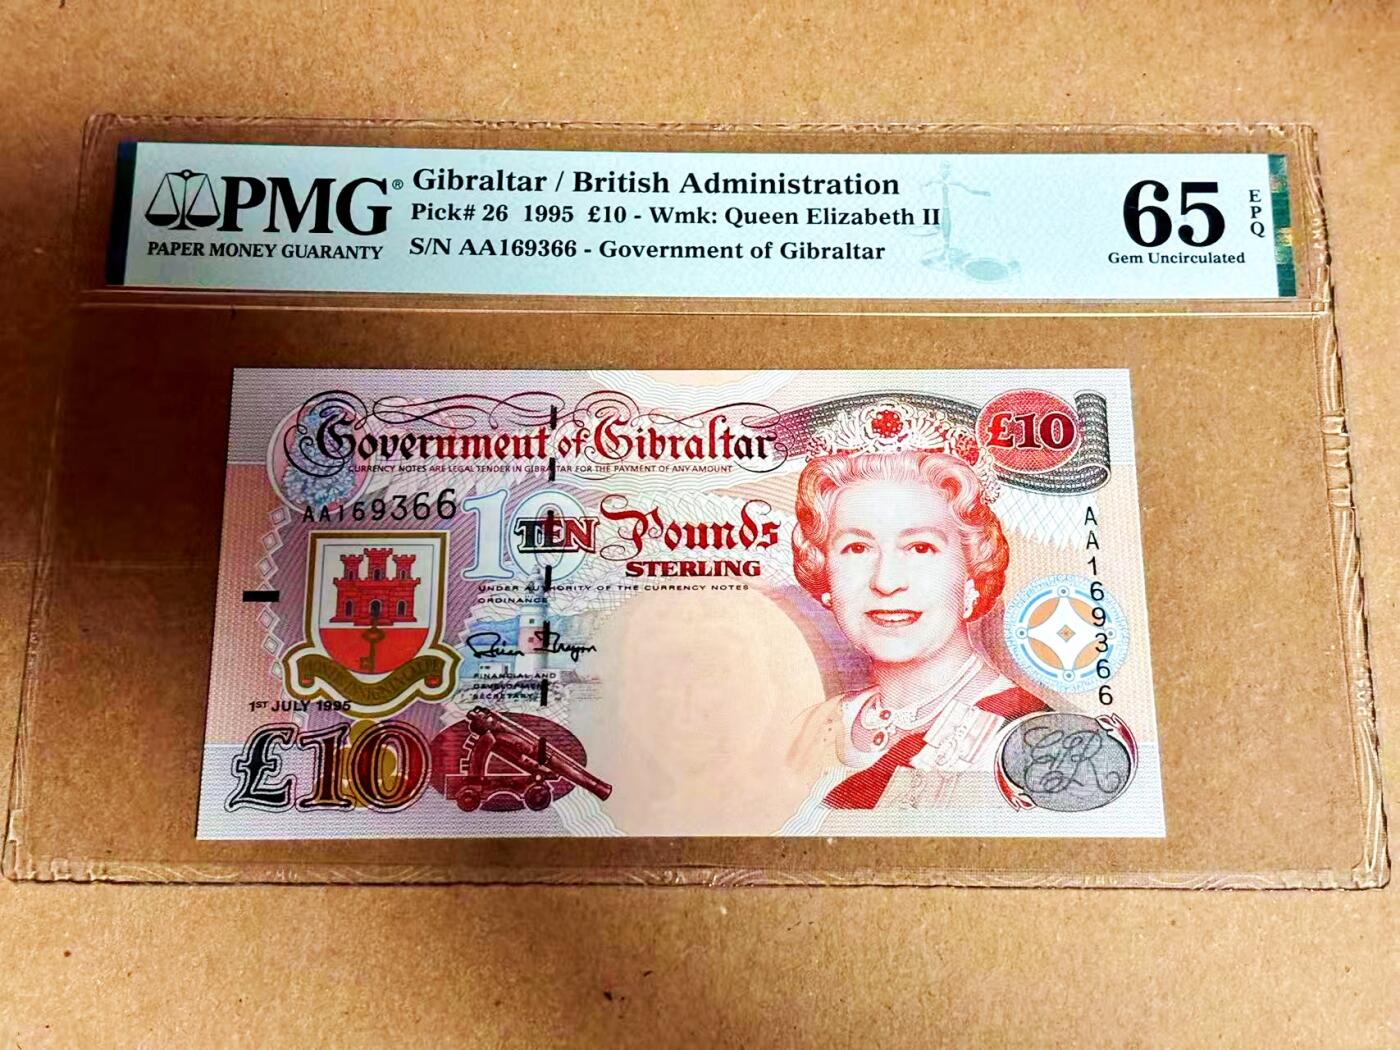 PMG®
PAPER MONEY GUARANTY
Gibraltar / British Administration
Pick# 26 1995 £10 - Wmk: Queen Elizabeth II
S/N AA169366 - Government of Gibraltar
65
EPQ
Gem Uncirculated
Government of Gibraltar
CURRENCY NOTES ARE LEGAL TENDER IN GIBRALTAR FOR THE PAYMENT OF ANY AMOUNT
£10
AA169366
10
TEN Pounds
STERLING
UNDER AUTHORITY OF THE CURRENCY NOTES
ORDINANCE
FINANCIAL AND
DEVELOPMENT
SECRETARY
AA169366
1ST JULY 1995
£10